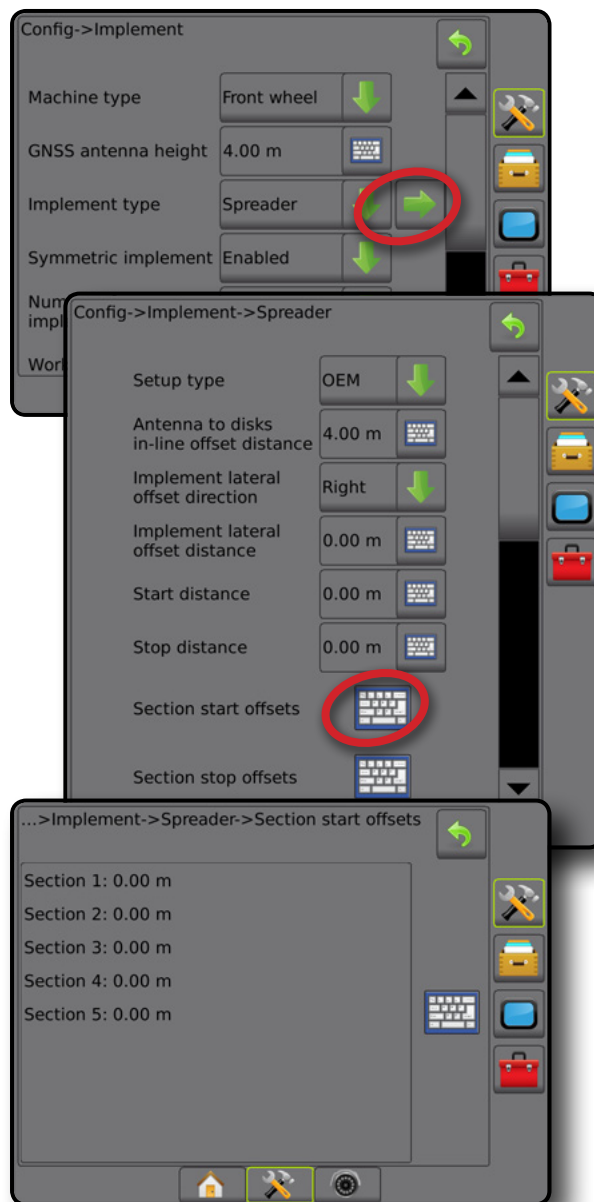 Config->Implement
Machine type Front wheel
GNSS antenna height 4.00 m
Implement type Spreader
Symmetric implement Enabled
Num
impl
Wor
Config->Implement->Spreader
Setup type OEM
Antenna to disks
in-line offset distance 4.00 m
Implement lateral
offset direction Right
Implement lateral
offset distance 0.00 m
Start distance 0.00 m
Stop distance 0.00 m
Section start offsets
Section stop offsets
...>Implement->Spreader->Section start offsets
Section 1: 0.00 m
Section 2: 0.00 m
Section 3: 0.00 m
Section 4: 0.00 m
Section 5: 0.00 m